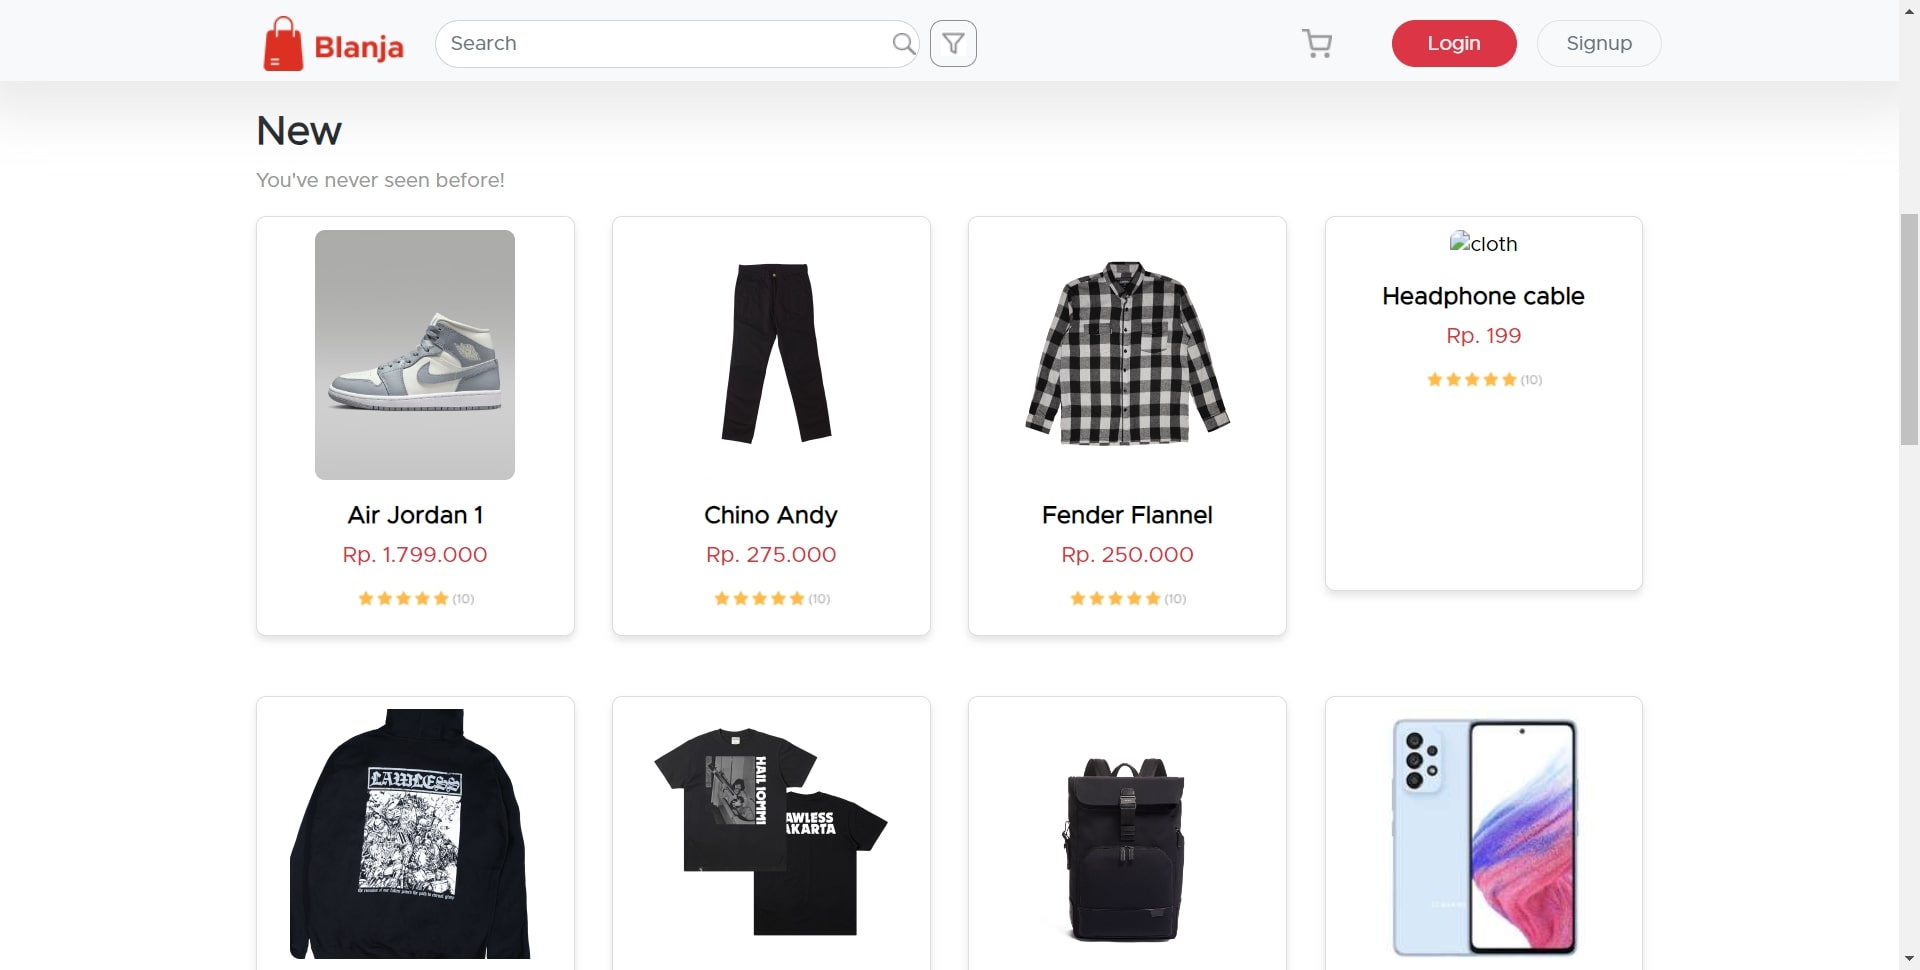 Blanja
Search
Login
Signup
New
You've never seen before!
cloth
Headphone cable
Rp. 199
(10)
Air Jordan 1
Rp. 1.799.000
(10)
Chino Andy
Rp. 275.000
(10)
Fender Flannel
Rp. 250.000
(10)
LAWLESS
HAIL IOMMI
AWLESS
AKARTA